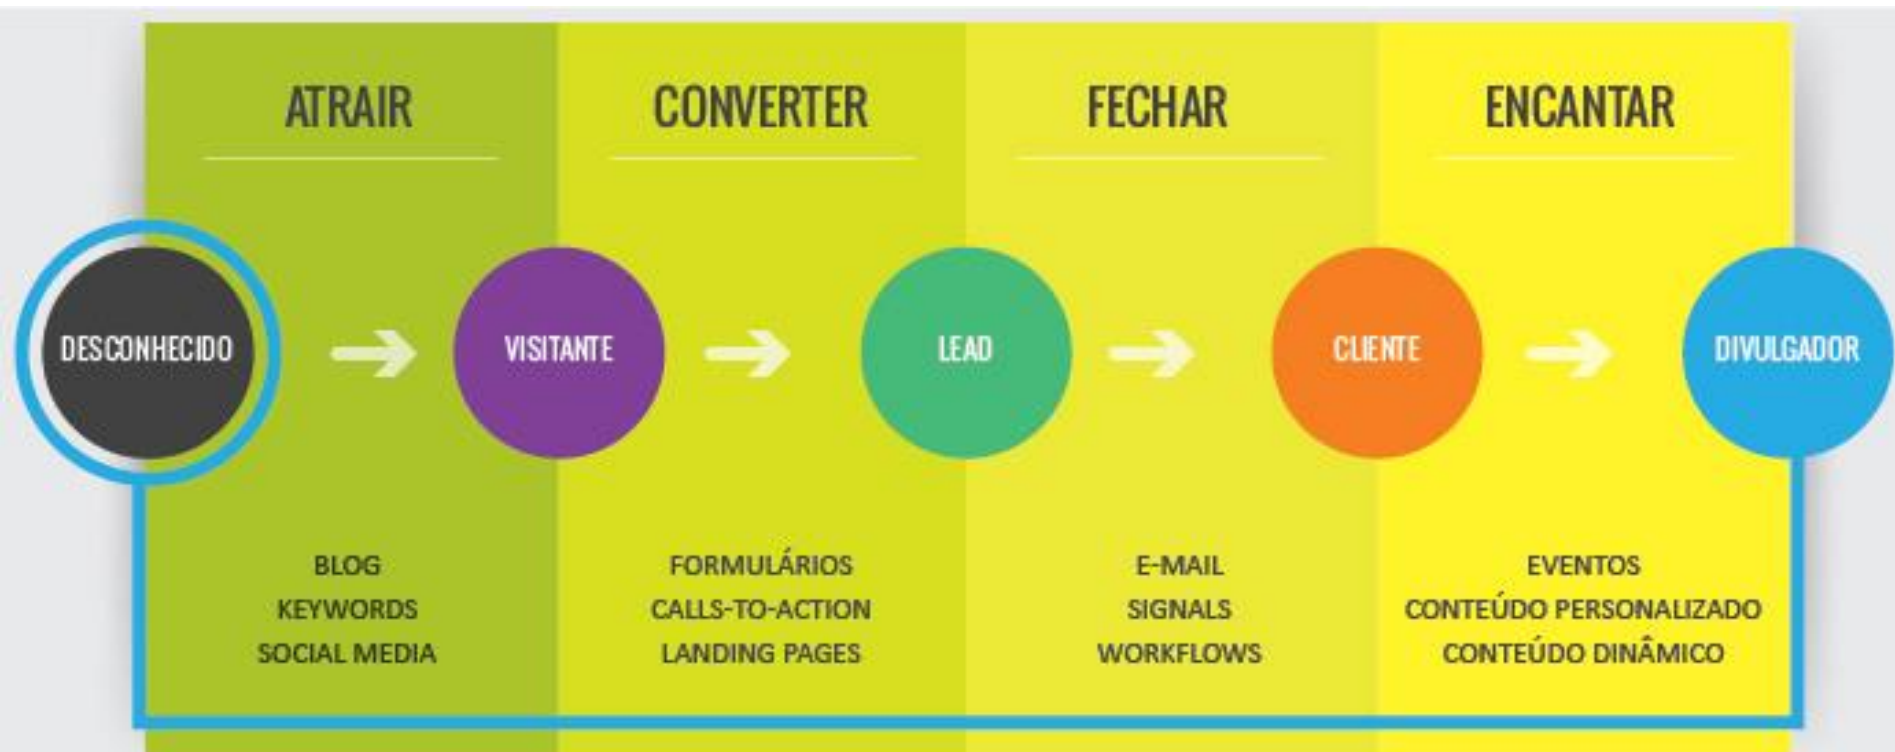 ATRAIR
CONVERTER
FECHAR
ENCANTAR
DESCONHECIDO
VISITANTE
LEAD
CLIENTE
DIVULGADOR
BLOG
KEYWORDS
SOCIAL MEDIA
FORMULÁRIOS
CALLS-TO-ACTION
LANDING PAGES
E-MAIL
SIGNALS
WORKFLOWS
EVENTOS
CONTEÚDO PERSONALIZADO
CONTEÚDO DINÂMICO